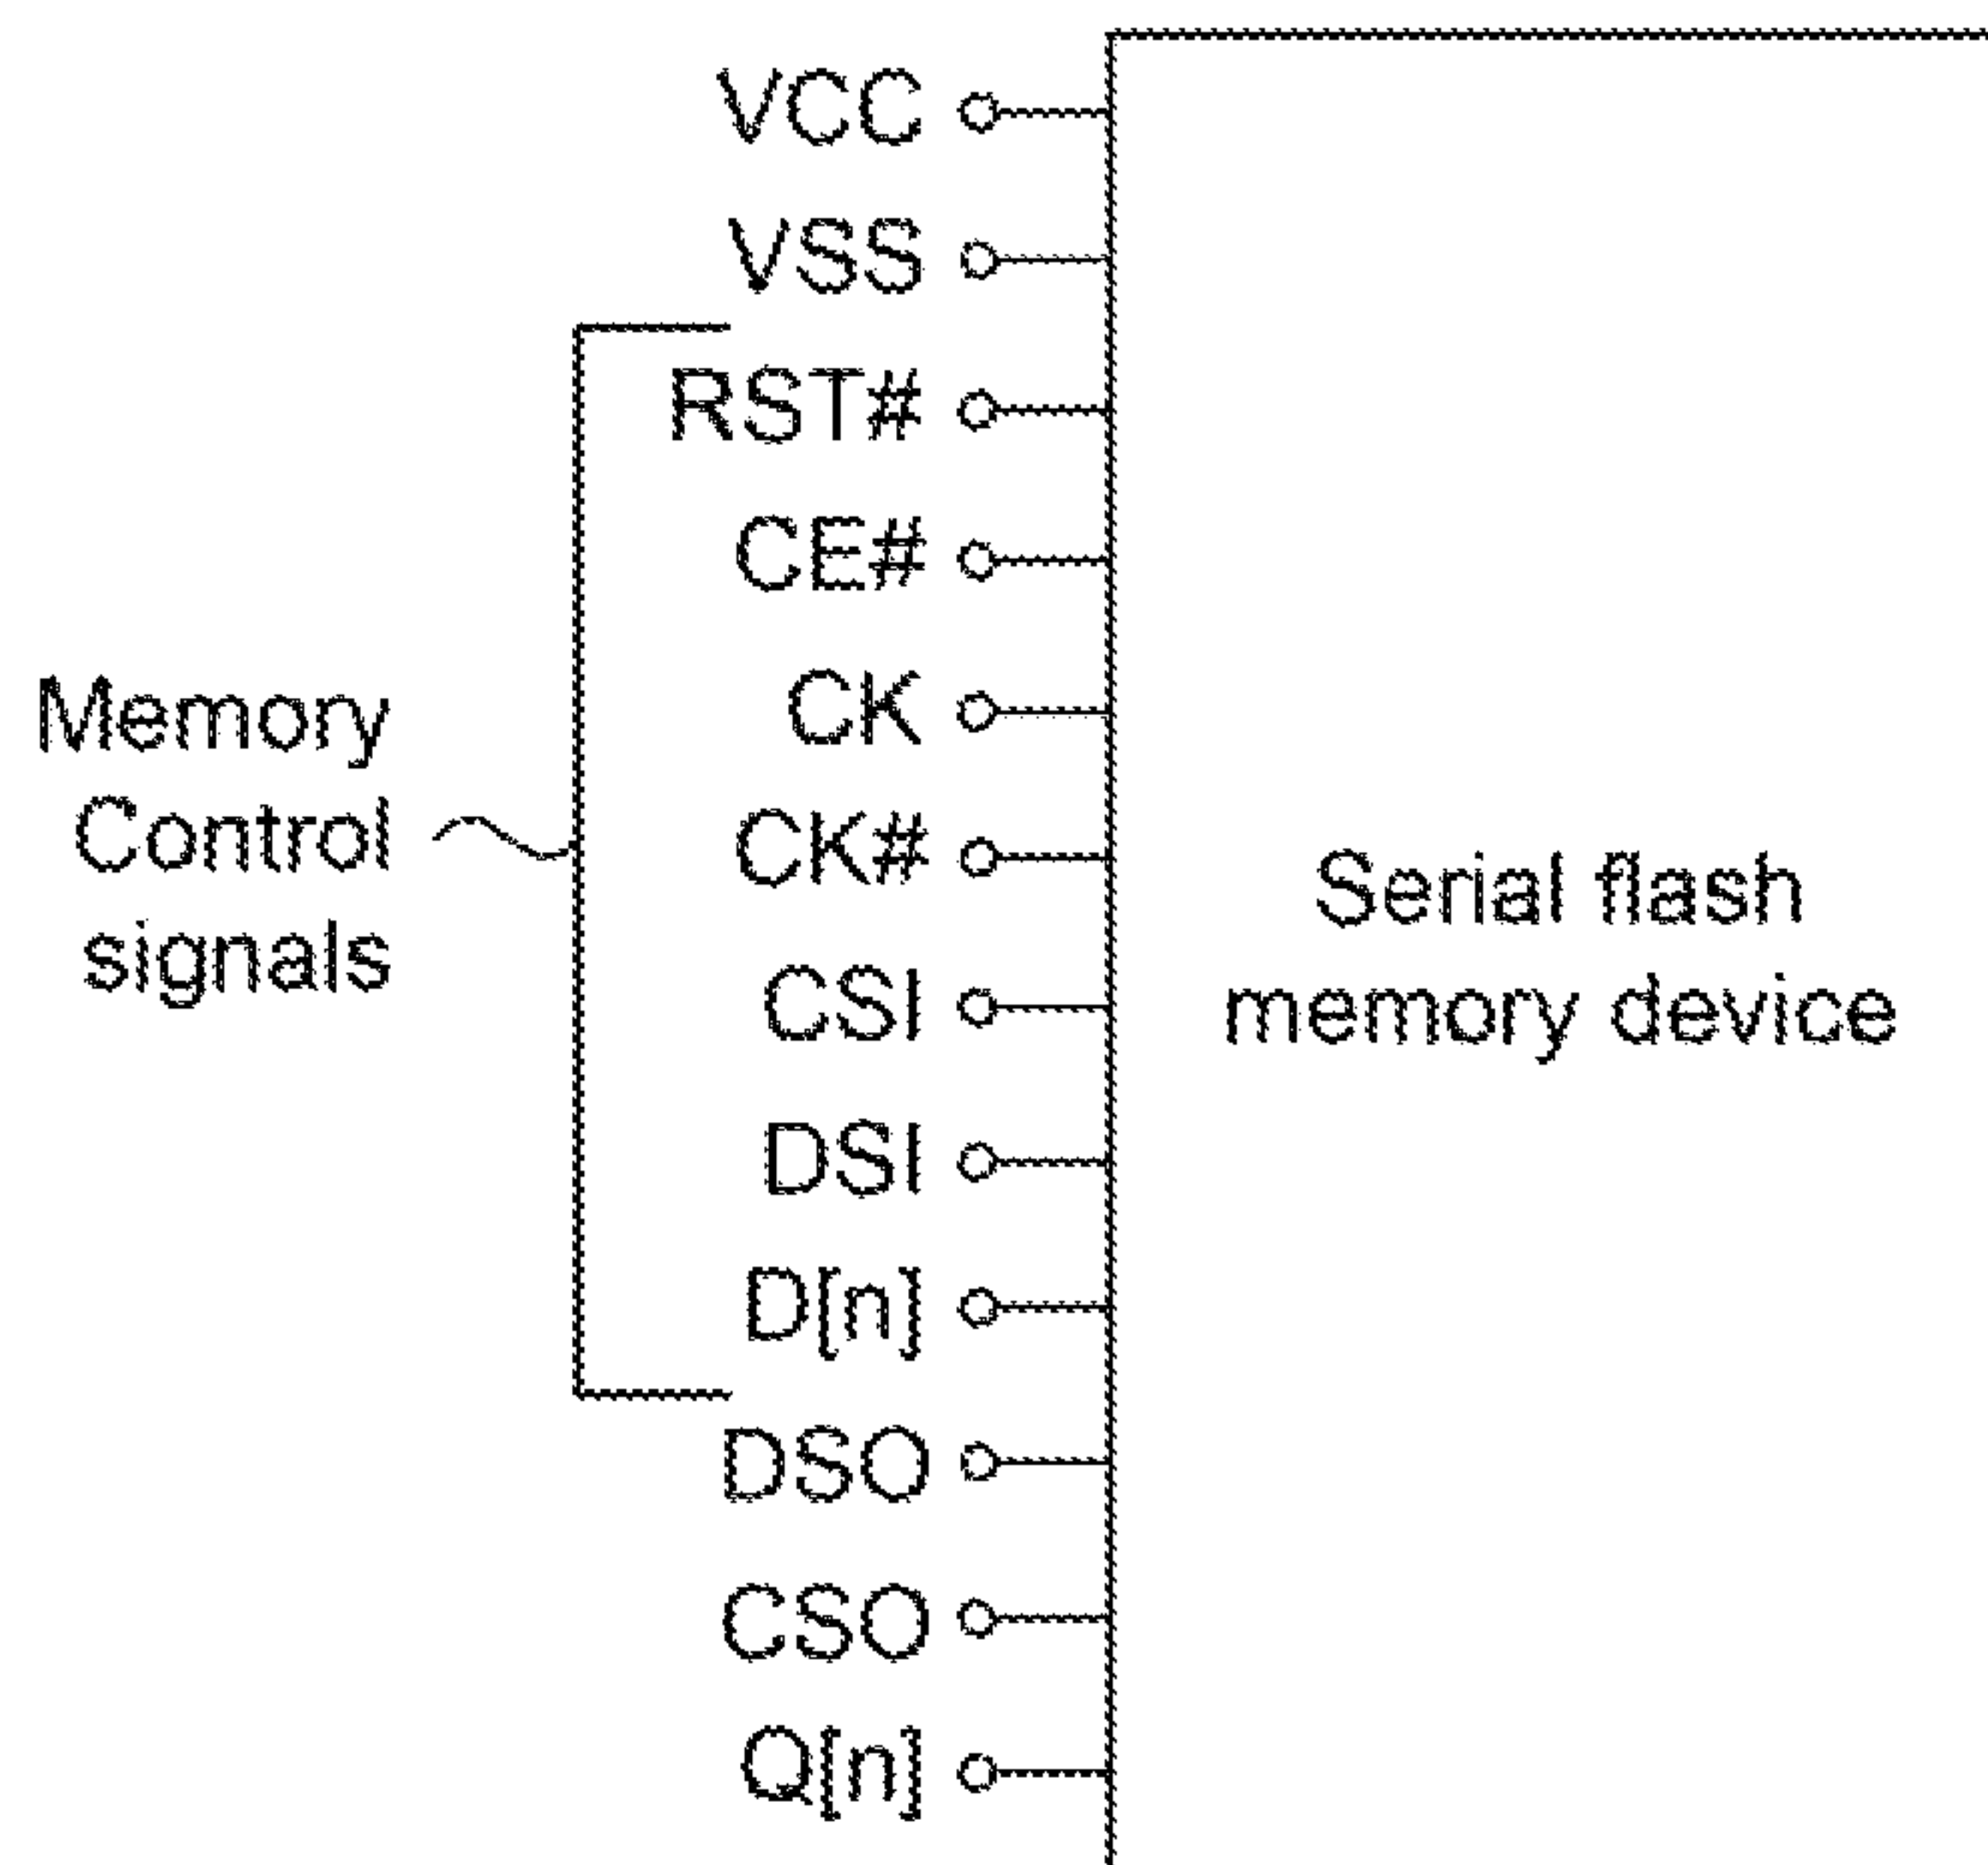 VCC
VSS
RST#
CE#
CK
CK#
CSI
DSI
D[n]
DSO
CSO
Q[n]
Memory
Control
signals
Serial flash
memory device